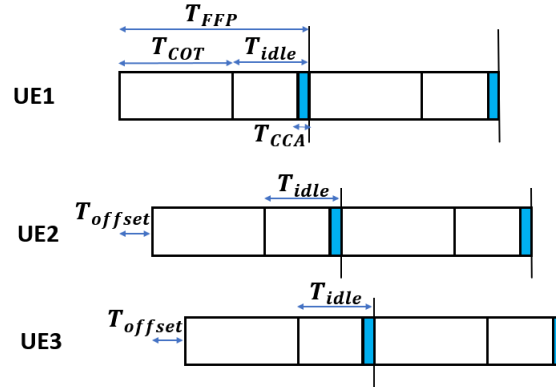 T_FFP
T_COT T_idle
UE1
T_CCA
T_idle
T_offset
UE2
T_idle
T_offset
UE3